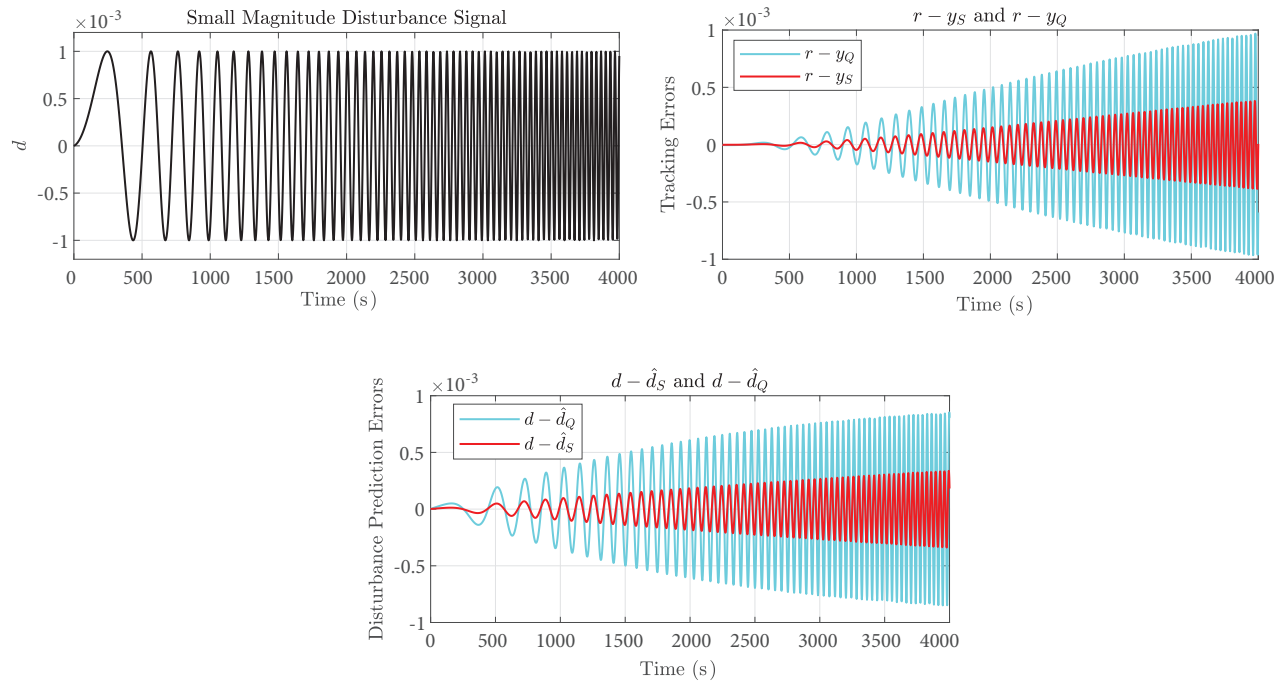 Small Magnitude Disturbance Signal
×10⁻³
1
0.5
0
-0.5
-1
d
0 500 1000 1500 2000 2500 3000 3500 4000
Time (s)
r − y_S and r − y_Q
×10⁻³
1
0.5
0
-0.5
-1
Tracking Errors
r − y_Q
r − y_S
0 500 1000 1500 2000 2500 3000 3500 4000
Time (s)
d − d̂_S and d − d̂_Q
×10⁻³
1
0.5
0
-0.5
-1
Disturbance Prediction Errors
d − d̂_Q
d − d̂_S
0 500 1000 1500 2000 2500 3000 3500 4000
Time (s)